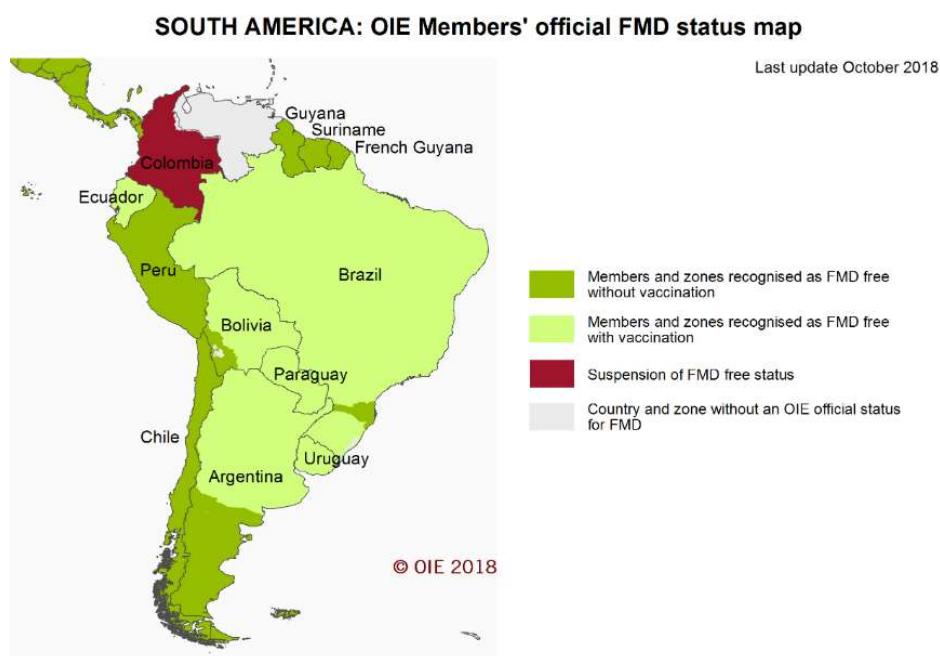 SOUTH AMERICA: OIE Members' official FMD status map
Last update October 2018
Guyana
Suriname
French Guyana
Colombia
Ecuador
Peru
Brazil
Bolivia
Paraguay
Chile
Uruguay
Argentina
© OIE 2018
Members and zones recognised as FMD free
without vaccination
Members and zones recognised as FMD free
with vaccination
Suspension of FMD free status
Country and zone without an OIE official status
for FMD